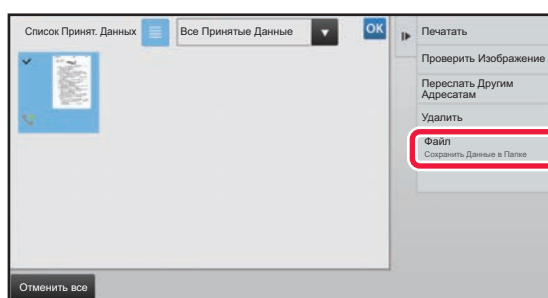 Список Принят. Данных
Все Принятые Данные
OK
Печатать
Проверить Изображение
Переслать Другим
Адресатам
Удалить
Файл
Сохранить Данные в Папке
Отменить все